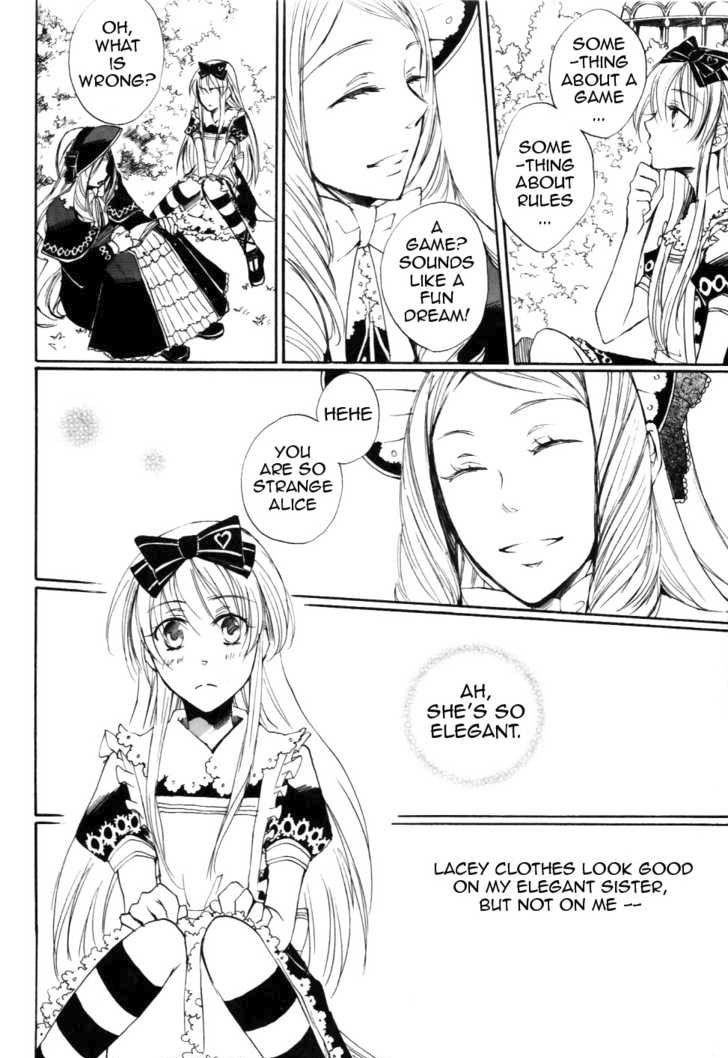 SOME
-THING
ABOUT A
GAME
...
SOME
-THING
ABOUT
RULES
...
A
GAME?
SOUNDS
LIKE A
FUN
DREAM!
OH,
WHAT
IS
WRONG?
HEHE
YOU
ARE SO
STRANGE
ALICE
AH,
SHE'S SO
ELEGANT.
LACEY CLOTHES LOOK GOOD
ON MY ELEGANT SISTER,
BUT NOT ON ME --